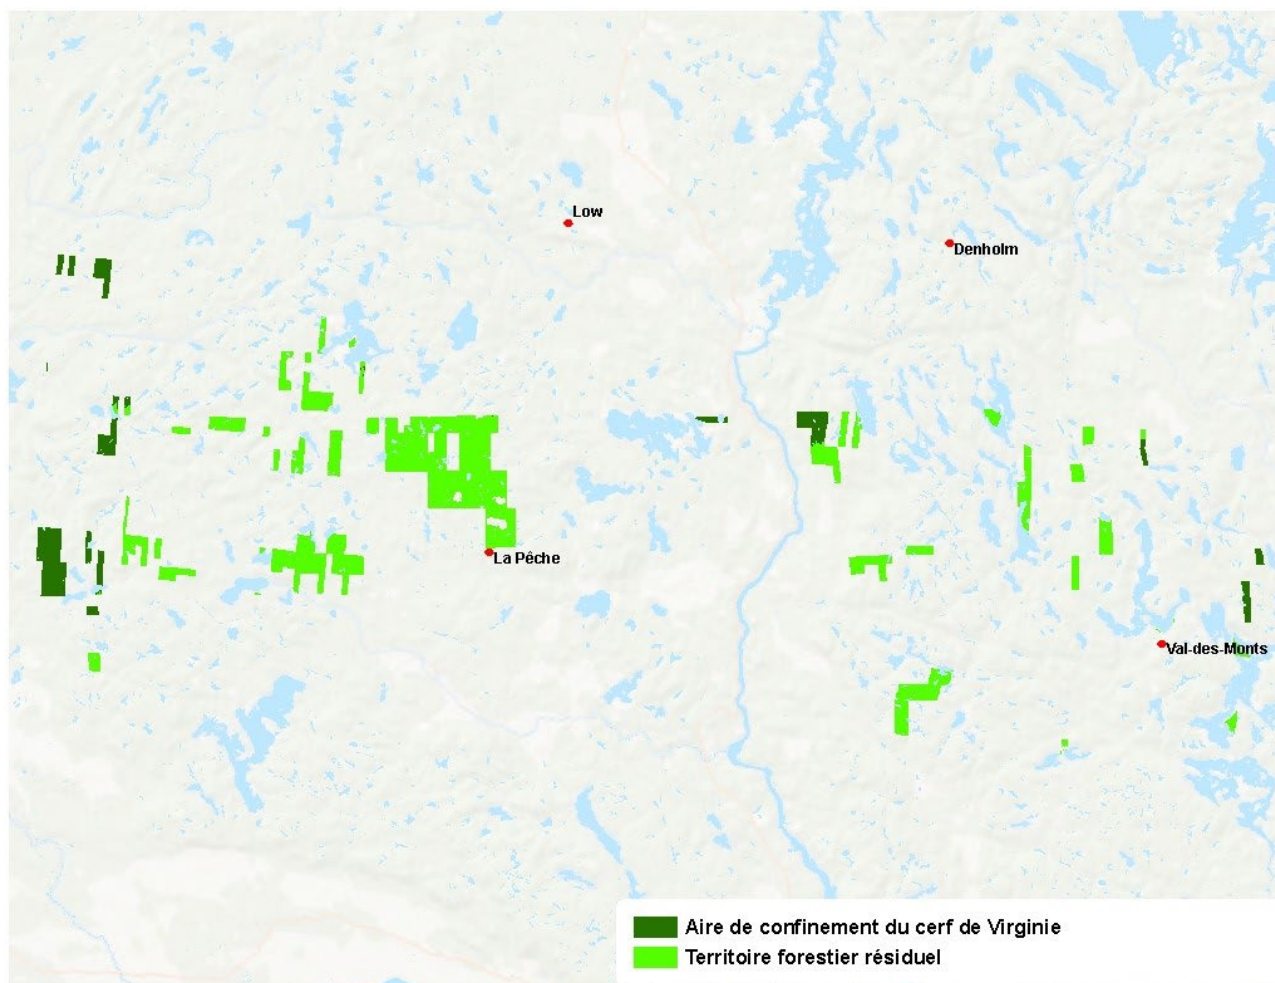 Low
Denholm
La Pêche
Val-des-Monts
Aire de confinement du cerf de Virginie
Territoire forestier résiduel